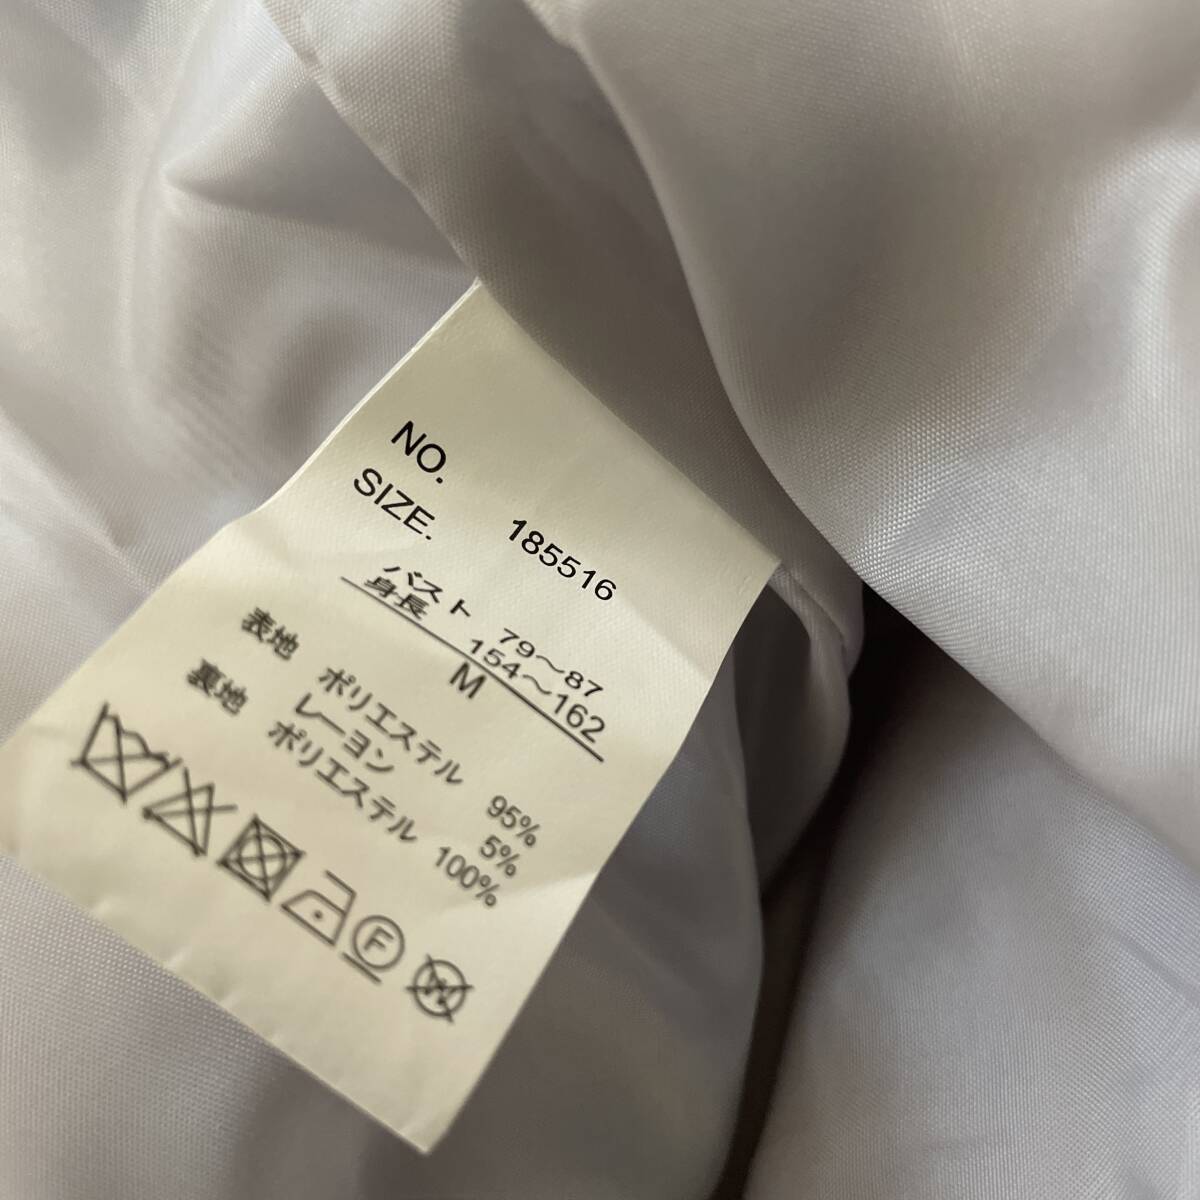 NO. 185516
SIZE.
バスト 79～87
身長 154～162
M
表地 ポリエステル 95%
レーヨン 5%
裏地 ポリエステル 100%
F
W